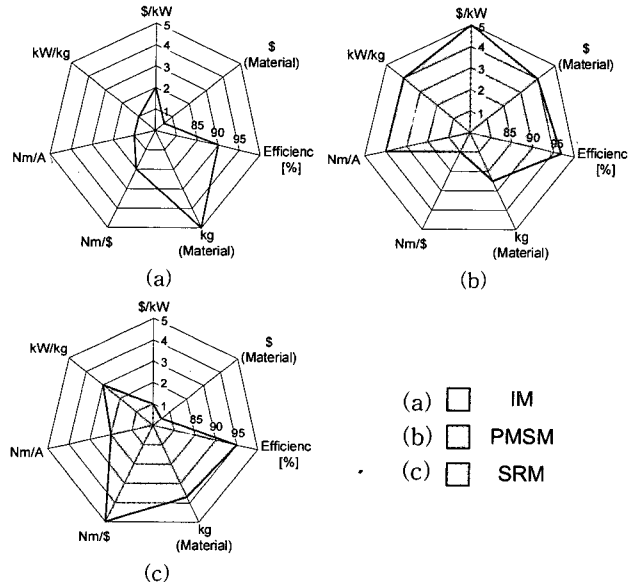 $/kW
5
4
3
2
1
85 90 95
kW/kg
$
(Material)
Nm/A
Efficienc
[%]
Nm/$
kg
(Material)
(a)
$/kW
5
4
3
2
1
85 90 95
kW/kg
$
(Material)
Nm/A
Efficienc
[%]
Nm/$
kg
(Material)
(b)
$/kW
5
4
3
2
1
85 90 95
kW/kg
$
(Material)
Nm/A
Efficienc
[%]
Nm/$
kg
(Material)
(c)
(a) IM
(b) PMSM
(c) SRM